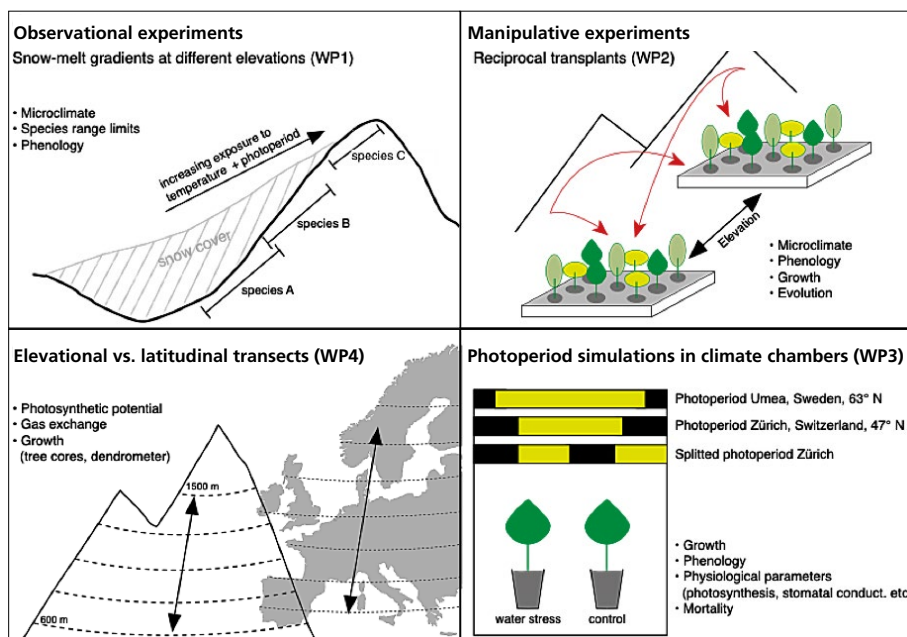 Observational experiments
Snow-melt gradients at different elevations (WP1)
• Microclimate
• Species range limits
• Phenology
increasing exposure to
temperature + photoperiod
species C
snow cover
species B
species A
Manipulative experiments
Reciprocal transplants (WP2)
Elevation
• Microclimate
• Phenology
• Growth
• Evolution
Elevational vs. latitudinal transects (WP4)
• Photosynthetic potential
• Gas exchange
• Growth
(tree cores, dendrometer)
1500 m
600 m
Photoperiod simulations in climate chambers (WP3)
Photoperiod Umea, Sweden, 63° N
Photoperiod Zürich, Switzerland, 47° N
Splitted photoperiod Zürich
• Growth
• Phenology
• Physiological parameters
(photosynthesis, stomatal conduct. etc
• Mortality
water stress
control